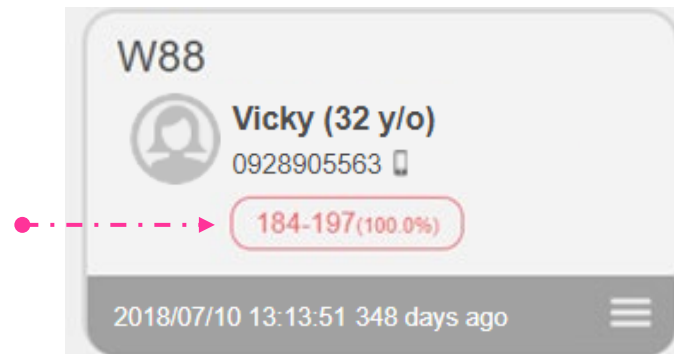 W88
Vicky (32 y/o)
0928905563
184-197(100.0%)
2018/07/10 13:13:51 348 days ago